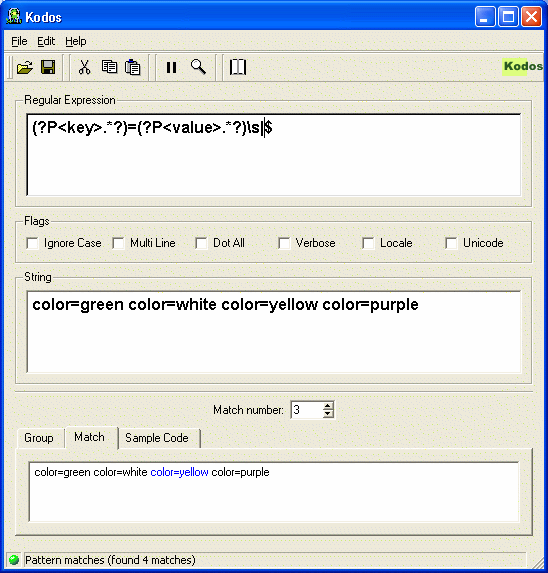 Kodos
File Edit Help
Kodos
Regular Expression
(?P<key>.*?)=(?P<value>.*?)\s|$
Flags
Ignore Case Multi Line Dot All Verbose Locale Unicode
String
color=green color=white color=yellow color=purple
Match number: 3
Group Match Sample Code
color=green color=white color=yellow color=purple
Pattern matches (found 4 matches)